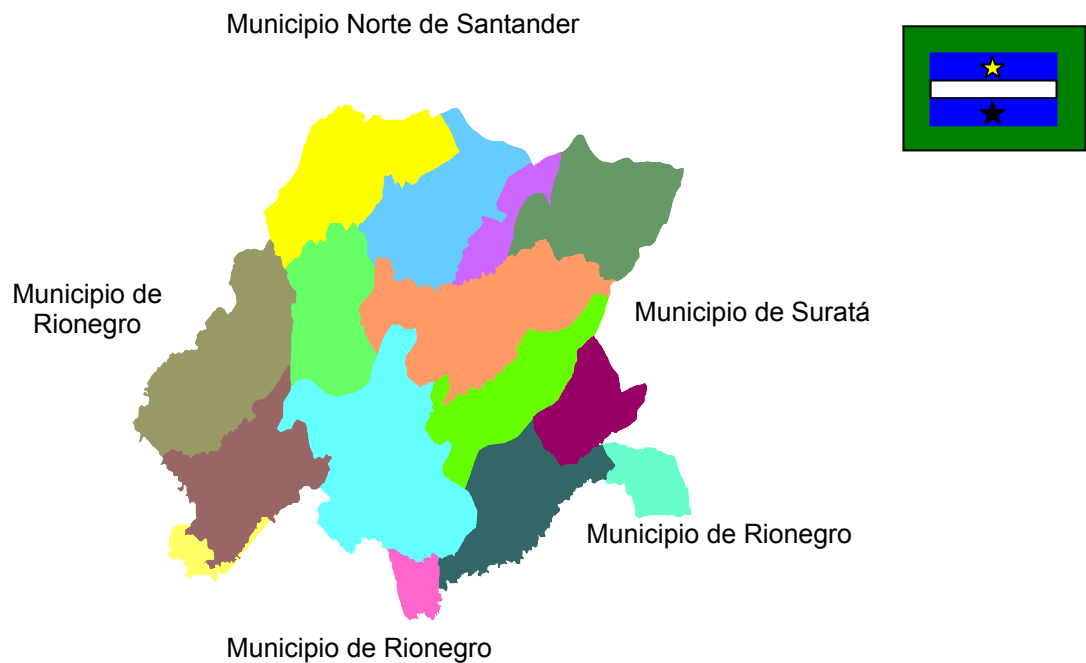 Municipio Norte de Santander
Municipio de
Rionegro
Municipio de Suratá
Municipio de Rionegro
Municipio de Rionegro